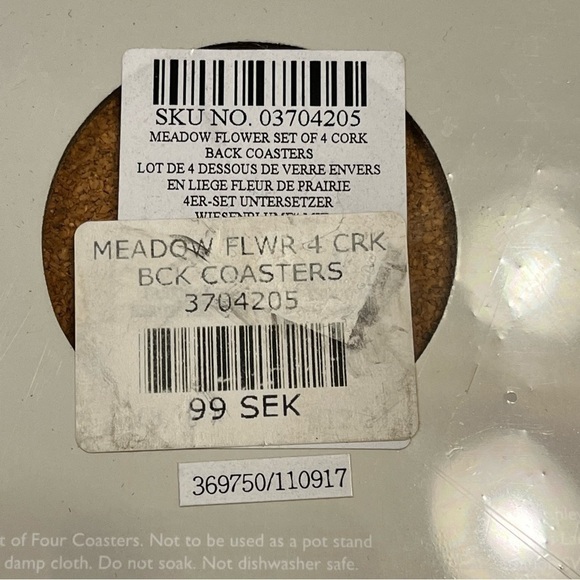 SKU NO. 03704205
MEADOW FLOWER SET OF 4 CORK
BACK COASTERS
LOT DE 4 DESSOUS DE VERRE ENVERS
EN LIEGE FLEUR DE PRAIRIE
4ER-SET UNTERSETZER
MEADOW FLWR 4 CRK
BCK COASTERS
3704205
99 SEK
369750/110917
of Four Coasters. Not to be used as a pot stand
damp cloth. Do not soak. Not dishwasher safe.